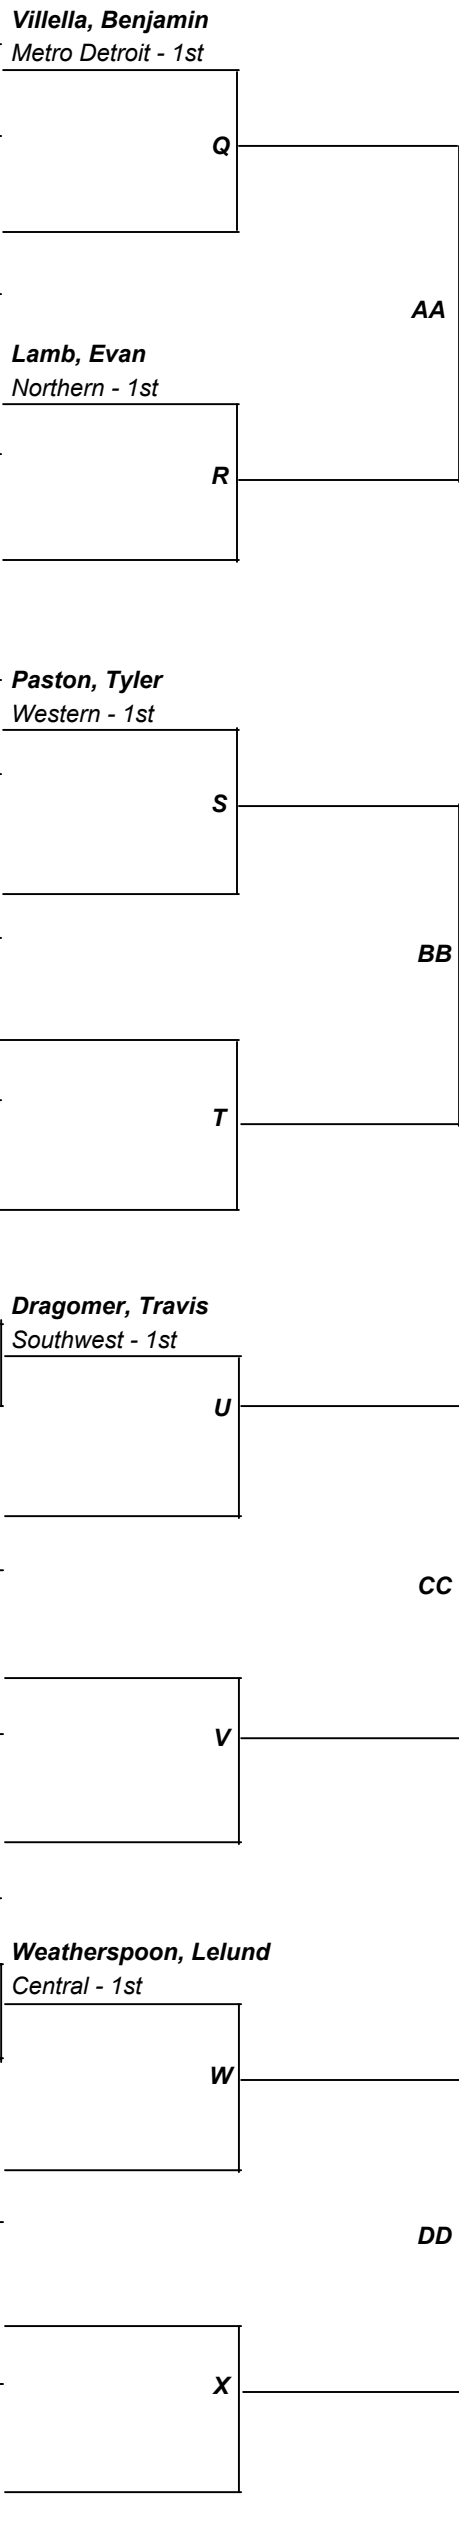 Villella, Benjamin
Metro Detroit - 1st
Q
AA
Lamb, Evan
Northern - 1st
R
Paston, Tyler
Western - 1st
S
BB
T
Dragomer, Travis
Southwest - 1st
U
CC
V
Weatherspoon, Lelund
Central - 1st
W
DD
X